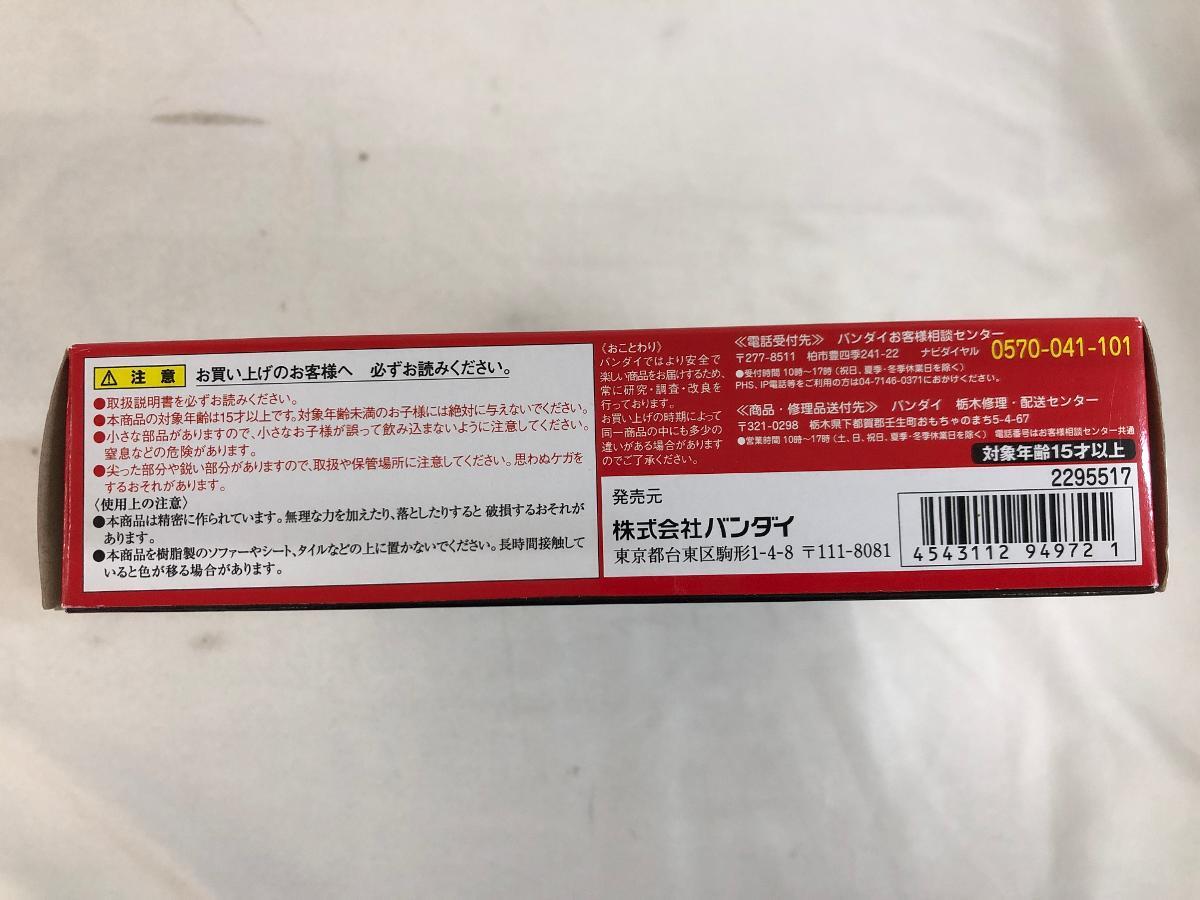 注意 お買い上げのお客様へ 必ずお読みください。
●取扱説明書を必ずお読みください。
●本商品の対象年齢は15才以上です。対象年齢未満のお子様には絶対に与えないでください。
●小さな部品がありますので、小さなお子様が誤って飲み込まないように注意してください。
窒息などの危険があります。
●尖った部分や鋭い部分がありますので、取扱や保管場所に注意してください。思わぬケガを
するおそれがあります。
〈使用上の注意〉
●本商品は精密に作られています。無理な力を加えたり、落としたりすると 破損するおそれが
あります。
●本商品を樹脂製のソファーやシート、タイルなどの上に置かないでください。長時間接触して
いると色が移る場合があります。
〈おことわり〉
バンダイではより安全で
楽しい商品をお届けするため、
常に研究・調査・改良を
行っております。
お買い上げの時期によって
同一商品の中にも多少の
違いがある場合があります
のでご了承ください。
≪電話受付先≫ バンダイお客様相談センター
〒277-8511 柏市豊四季241-22 ナビダイヤル 0570-041-101
●受付時間 10時〜17時(祝日、夏季・冬季休業日を除く)
PHS、IP電話等をご利用の方は04-7146-0371におかけください。
≪商品・修理品送付先≫ バンダイ 栃木修理・配送センター
〒321-0298 栃木県下都賀郡壬生町おもちゃのまち5-4-67
●営業時間 10時〜17時(土、日、祝日、夏季・冬季休業日を除く) 電話番号はお客様相談センター共通
対象年齢15才以上
2295517
発売元
株式会社バンダイ
東京都台東区駒形1-4-8 〒111-8081
4543112 94972 1